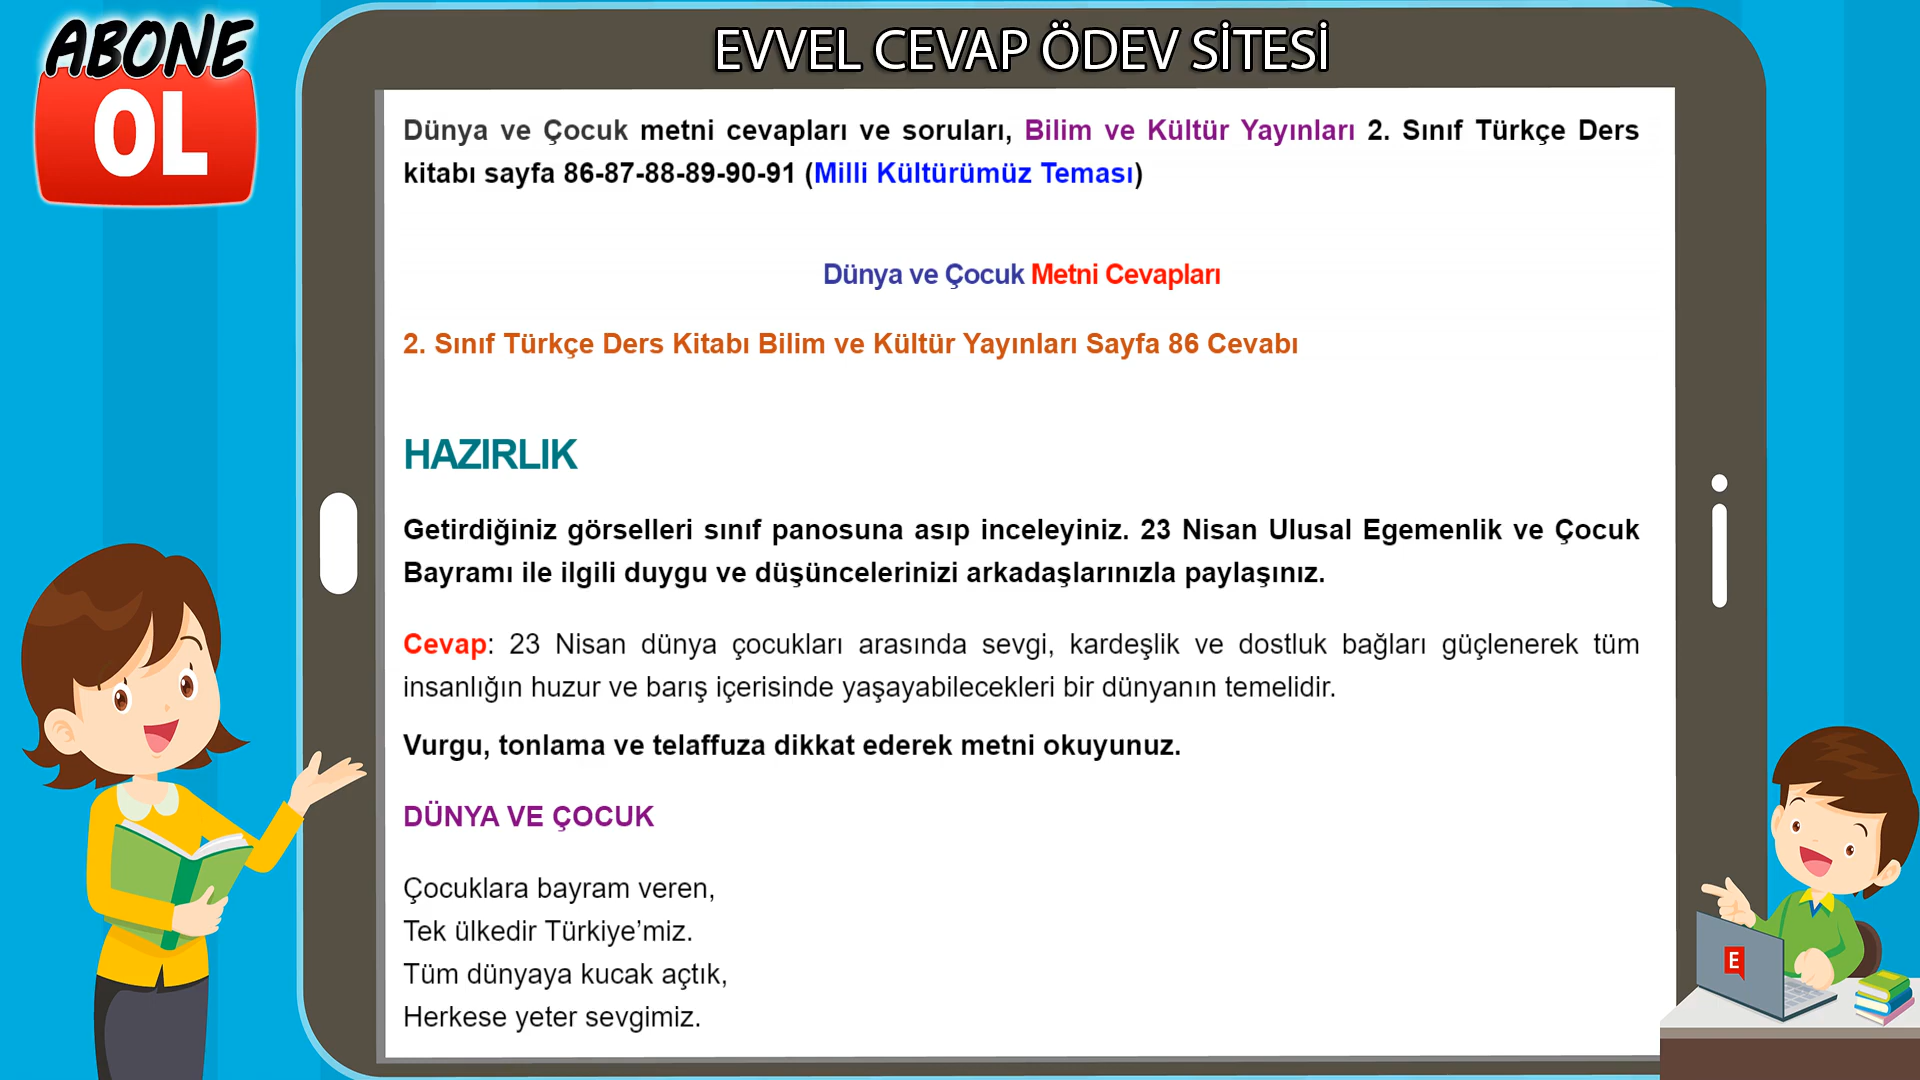 ABONE
OL
EVVEL CEVAP ÖDEV SİTESİ
Dünya ve Çocuk metni cevapları ve soruları, Bilim ve Kültür Yayınları 2. Sınıf Türkçe Ders
kitabı sayfa 86-87-88-89-90-91 (Milli Kültürümüz Teması)
Dünya ve Çocuk Metni Cevapları
2. Sınıf Türkçe Ders Kitabı Bilim ve Kültür Yayınları Sayfa 86 Cevabı
HAZIRLIK
Getirdiğiniz görselleri sınıf panosuna asıp inceleyiniz. 23 Nisan Ulusal Egemenlik ve Çocuk
Bayramı ile ilgili duygu ve düşüncelerinizi arkadaşlarınızla paylaşınız.
Cevap: 23 Nisan dünya çocukları arasında sevgi, kardeşlik ve dostluk bağları güçlenerek tüm
insanlığın huzur ve barış içerisinde yaşayabilecekleri bir dünyanın temelidir.
Vurgu, tonlama ve telaffuza dikkat ederek metni okuyunuz.
DÜNYA VE ÇOCUK
Çocuklara bayram veren,
Tek ülkedir Türkiye’miz.
Tüm dünyaya kucak açtık,
Herkese yeter sevgimiz.
E